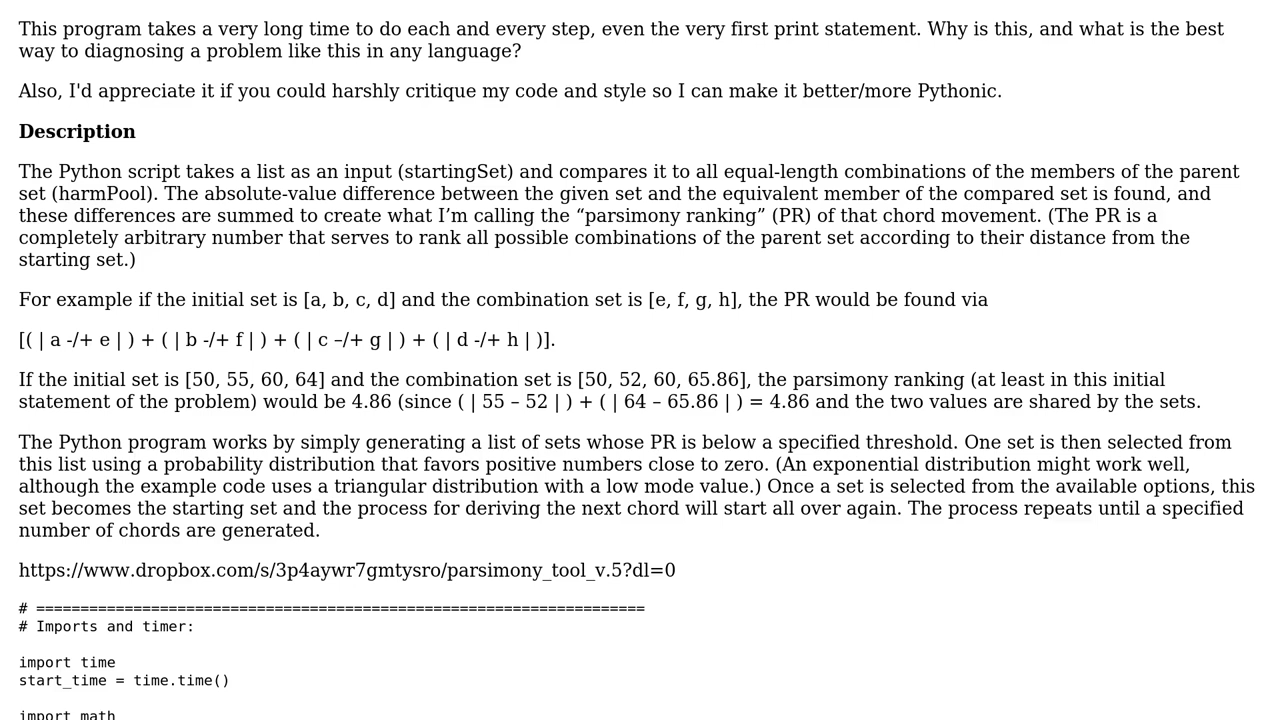 This program takes a very long time to do each and every step, even the very first print statement. Why is this, and what is the best
way to diagnosing a problem like this in any language?
Also, I'd appreciate it if you could harshly critique my code and style so I can make it better/more Pythonic.
Description
The Python script takes a list as an input (startingSet) and compares it to all equal-length combinations of the members of the parent
set (harmPool). The absolute-value difference between the given set and the equivalent member of the compared set is found, and
these differences are summed to create what I’m calling the “parsimony ranking” (PR) of that chord movement. (The PR is a
completely arbitrary number that serves to rank all possible combinations of the parent set according to their distance from the
starting set.)
For example if the initial set is [a, b, c, d] and the combination set is [e, f, g, h], the PR would be found via
[( | a -/+ e | ) + ( | b -/+ f | ) + ( | c –/+ g | ) + ( | d -/+ h | )].
If the initial set is [50, 55, 60, 64] and the combination set is [50, 52, 60, 65.86], the parsimony ranking (at least in this initial
statement of the problem) would be 4.86 (since ( | 55 – 52 | ) + ( | 64 – 65.86 | ) = 4.86 and the two values are shared by the sets.
The Python program works by simply generating a list of sets whose PR is below a specified threshold. One set is then selected from
this list using a probability distribution that favors positive numbers close to zero. (An exponential distribution might work well,
although the example code uses a triangular distribution with a low mode value.) Once a set is selected from the available options, this
set becomes the starting set and the process for deriving the next chord will start all over again. The process repeats until a specified
number of chords are generated.
https://www.dropbox.com/s/3p4aywr7gmtysro/parsimony_tool_v.5?dl=0
# =====================================================================
# Imports and timer:
import time
start_time = time.time()
import math